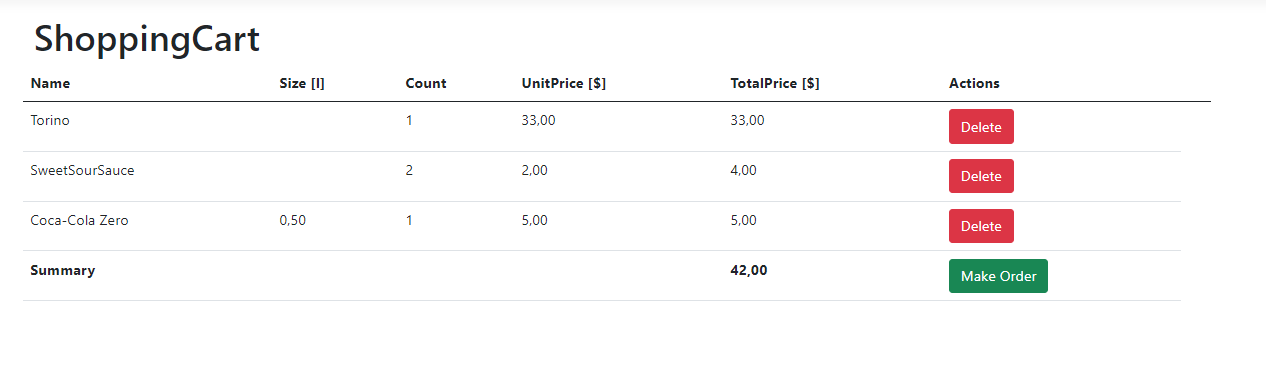 ShoppingCart
Name Size [l] Count UnitPrice [$] TotalPrice [$] Actions
Torino 1 33,00 33,00 Delete
SweetSourSauce 2 2,00 4,00 Delete
Coca-Cola Zero 0,50 1 5,00 5,00 Delete
Summary 42,00 Make Order